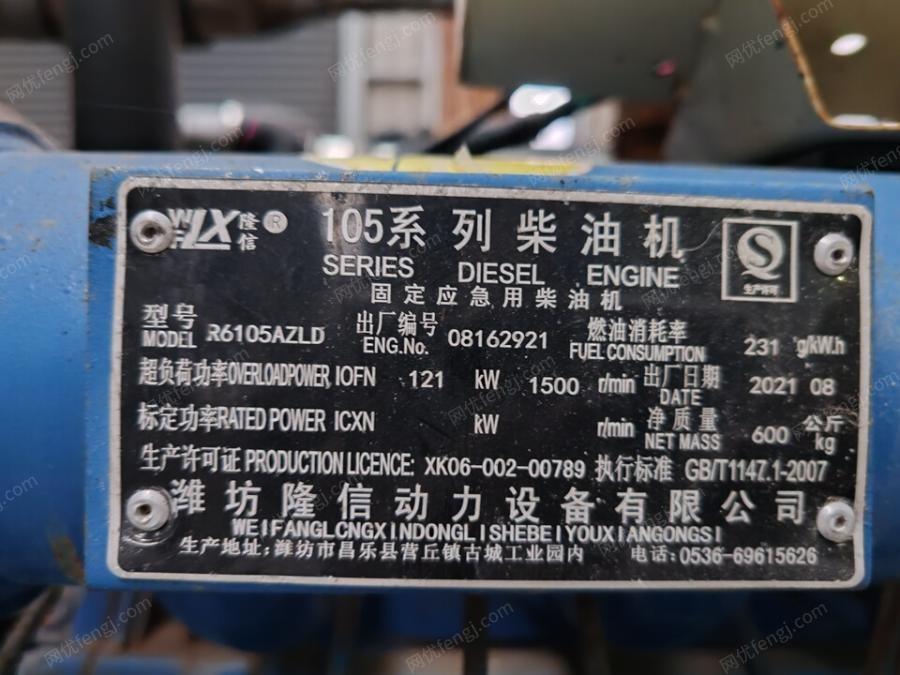 WF LX 隆信 ® 105系列柴油机
SERIES DIESEL ENGINE
固定应急用柴油机
生产许可
型号 MODEL R6105AZLD 出厂编号 ENG.No. 08162921 燃油消耗率 FUEL CONSUMPTION 231 g/kW.h
超负荷功率OVERLOADPOWER, IOFN 121 kW 1500 r/min 出厂日期 DATE 2021 08
标定功率RATED POWER ICXN kW r/min 净质量 NET MASS 600 公斤 kg
生产许可证 PRODUCTION LICENCE: XK06-002-00789 执行标准 GB/T1147.1-2007
潍坊隆信动力设备有限公司
WEIFANGLCNGXINDONGLISHEBEIYOUXIANGONGSI
生产地址: 潍坊市昌乐县营丘镇古城工业园内 电话: 0536-69615626
网优fengj.com